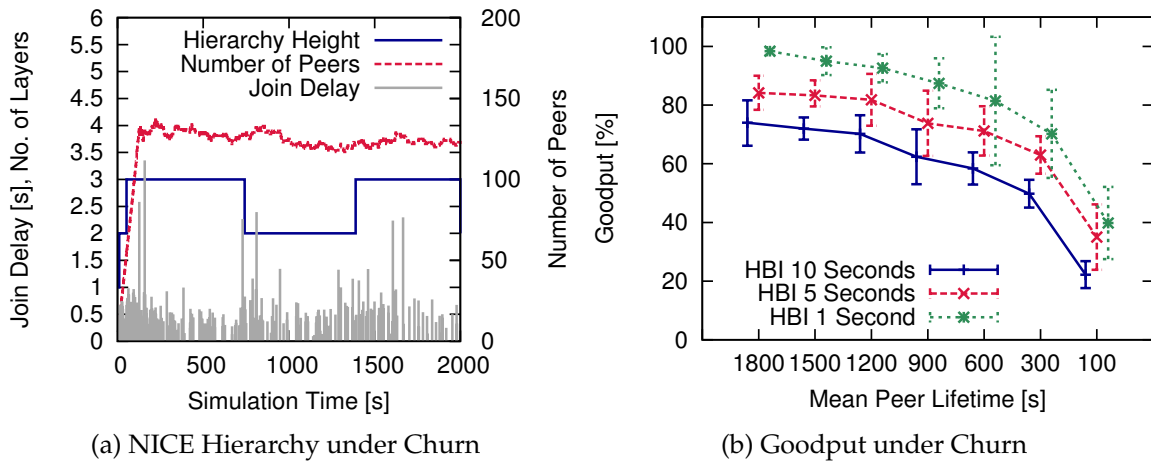 6
5.5
5
4.5
4
3.5
3
2.5
2
1.5
1
0.5
0
Join Delay [s], No. of Layers
Hierarchy Height
Number of Peers
Join Delay
200
150
100
50
0
Number of Peers
0 500 1000 1500 2000
Simulation Time [s]
(a) NICE Hierarchy under Churn
100
80
60
40
20
0
Goodput [%]
HBI 10 Seconds
HBI 5 Seconds
HBI 1 Second
1800 1500 1200 900 600 300 100
Mean Peer Lifetime [s]
(b) Goodput under Churn